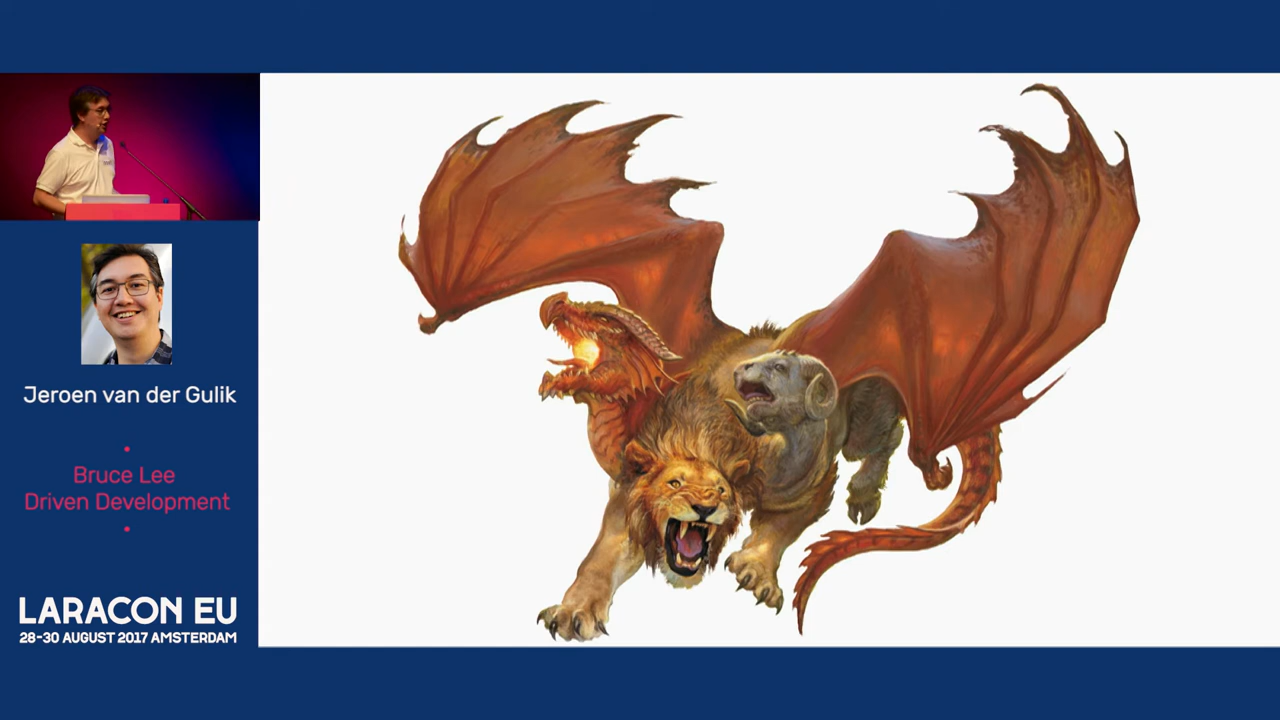 Jeroen van der Gulik
Bruce Lee
Driven Development
LARACON EU
28-30 AUGUST 2017 AMSTERDAM